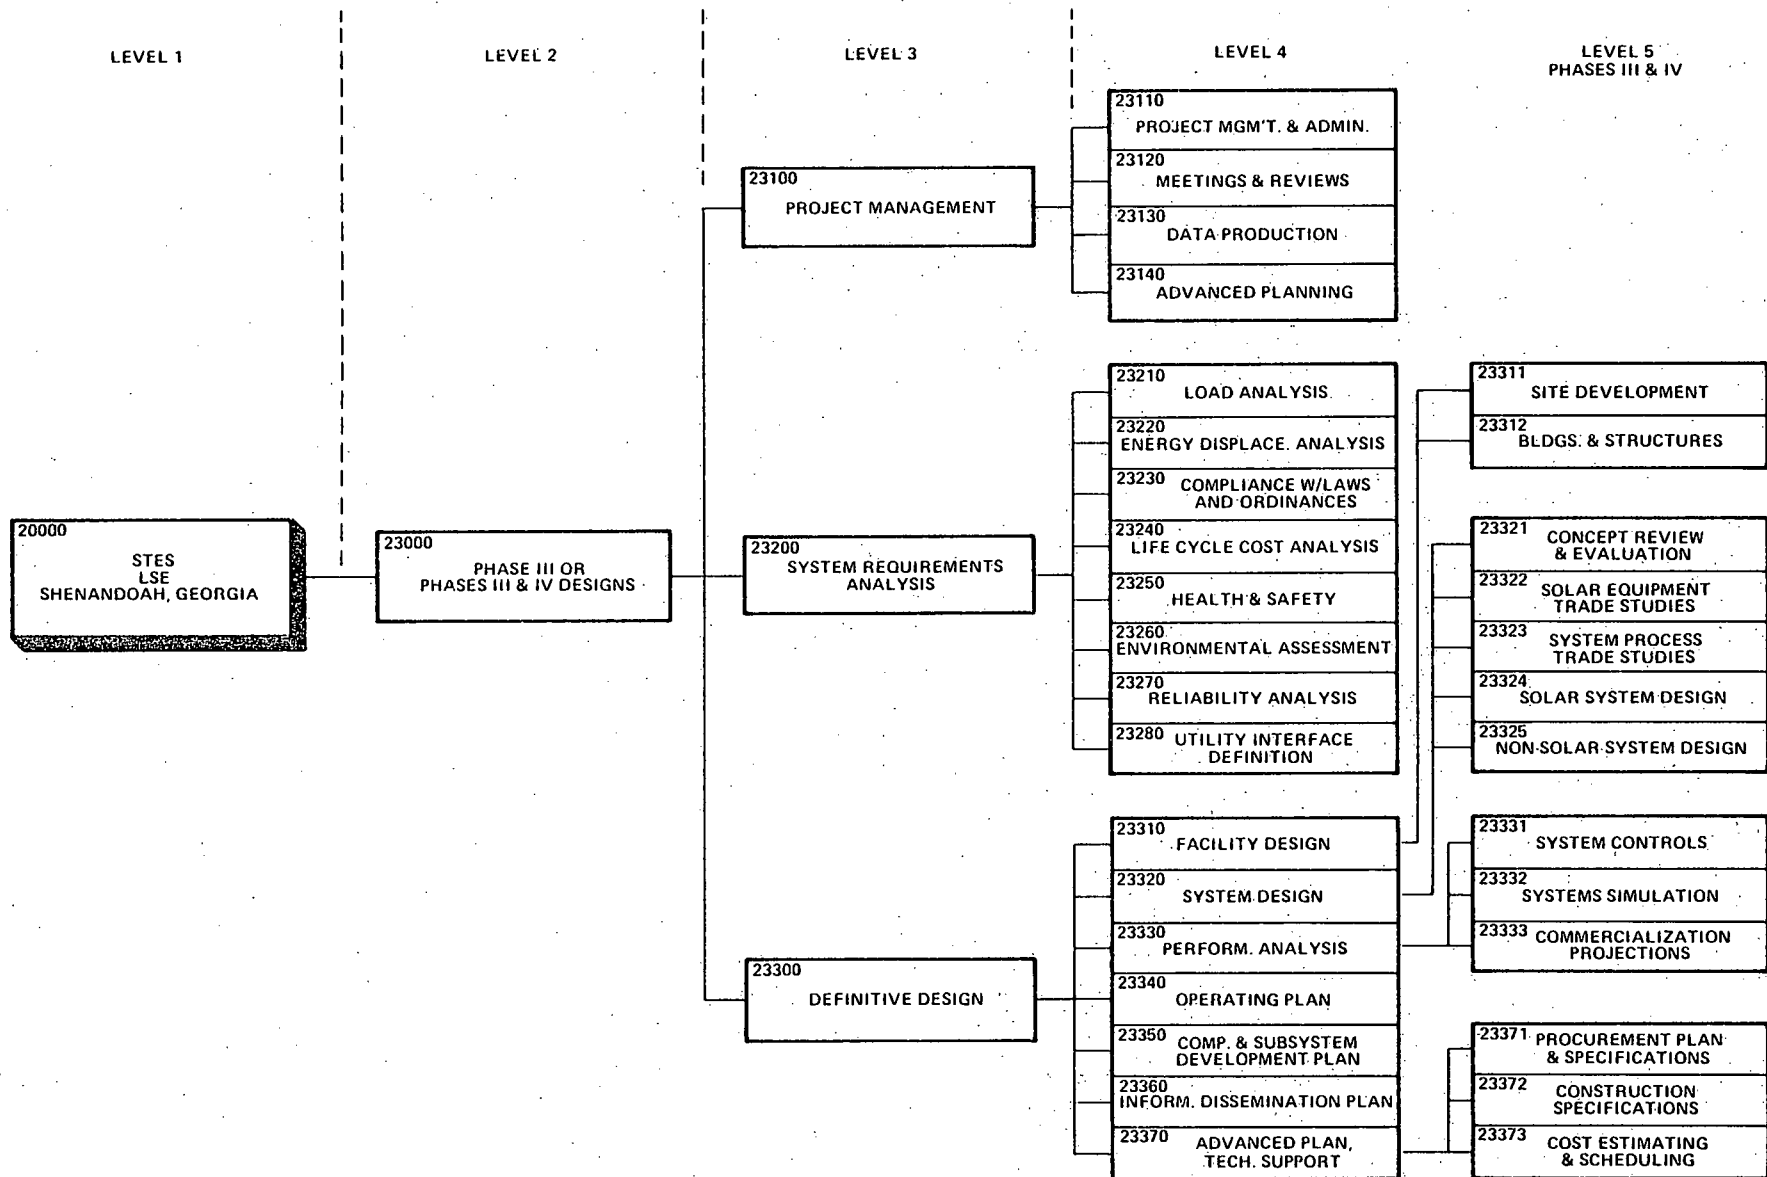 LEVEL 1
LEVEL 2
LEVEL 3
LEVEL 4
LEVEL 5
PHASES III & IV
20000
STES
LSE
SHENANDOAH, GEORGIA
23000
PHASE III OR
PHASES III & IV DESIGNS
23100
PROJECT MANAGEMENT
23200
SYSTEM REQUIREMENTS
ANALYSIS
23300
DEFINITIVE DESIGN
23110
PROJECT MGM'T. & ADMIN.
23120
MEETINGS & REVIEWS
23130
DATA PRODUCTION
23140
ADVANCED PLANNING
23210
LOAD ANALYSIS
23220
ENERGY DISPLACE. ANALYSIS
23230
COMPLIANCE W/LAWS
AND ORDINANCES
23240
LIFE CYCLE COST ANALYSIS
23250
HEALTH & SAFETY
23260
ENVIRONMENTAL ASSESSMENT
23270
RELIABILITY ANALYSIS
23280
UTILITY INTERFACE
DEFINITION
23310
FACILITY DESIGN
23320
SYSTEM DESIGN
23330
PERFORM. ANALYSIS
23340
OPERATING PLAN
23350
COMP. & SUBSYSTEM
DEVELOPMENT PLAN
23360
INFORM. DISSEMINATION PLAN
23370
ADVANCED PLAN,
TECH. SUPPORT
23311
SITE DEVELOPMENT
23312
BLDGS. & STRUCTURES
23321
CONCEPT REVIEW
& EVALUATION
23322
SOLAR EQUIPMENT
TRADE STUDIES
23323
SYSTEM PROCESS
TRADE STUDIES
23324
SOLAR SYSTEM DESIGN
23325
NON-SOLAR SYSTEM DESIGN
23331
SYSTEM CONTROLS
23332
SYSTEMS SIMULATION
23333
COMMERCIALIZATION
PROJECTIONS
23371
PROCUREMENT PLAN
& SPECIFICATIONS
23372
CONSTRUCTION
SPECIFICATIONS
23373
COST ESTIMATING
& SCHEDULING